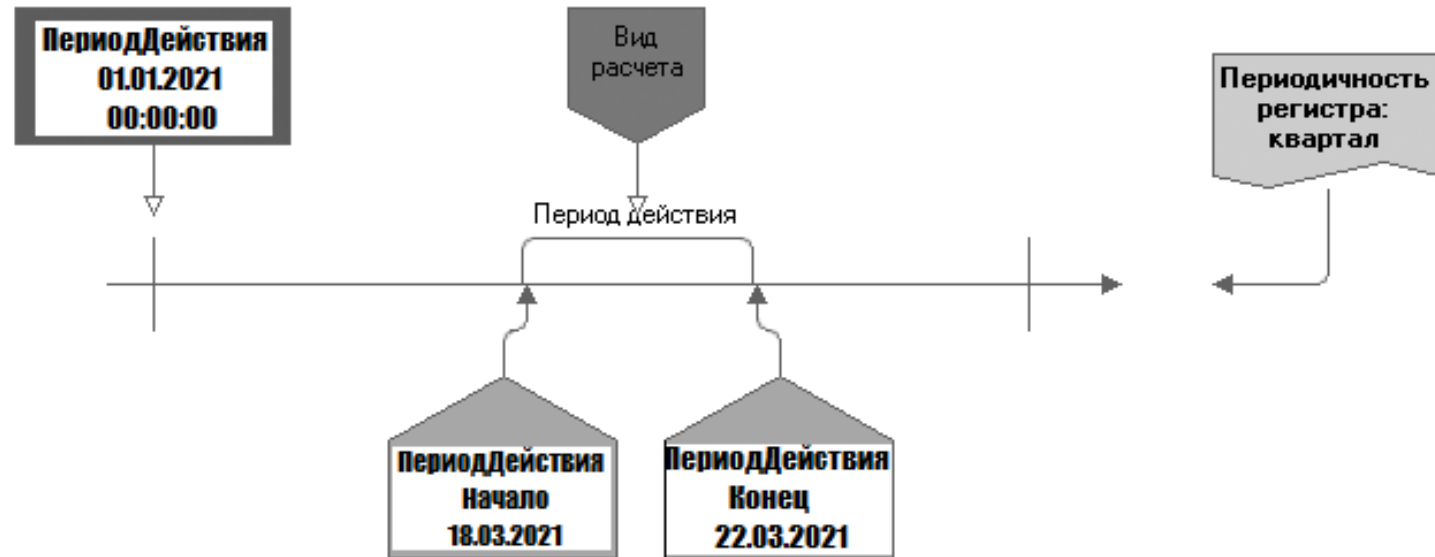 ПериодДействия
01.01.2021
00:00:00
Вид
расчета
Периодичность
регистра:
квартал
Период действия
ПериодДействия
Начало
18.03.2021
ПериодДействия
Конец
22.03.2021